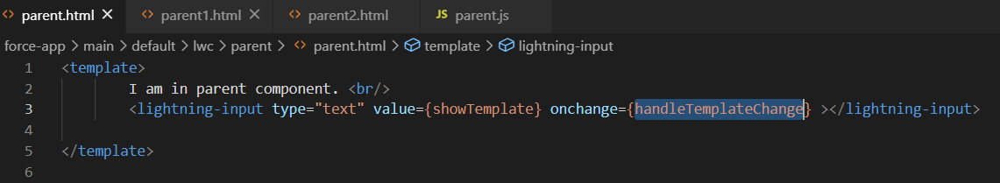 parent.html × parent1.html × parent2.html JS parent.js
force-app > main > default > lwc > parent > parent.html > template > lightning-input
1 <template>
2 I am in parent component. <br/>
3 <lightning-input type="text" value={showTemplate} onchange={handleTemplateChange} ></lightning-input>
4
5 </template>
6